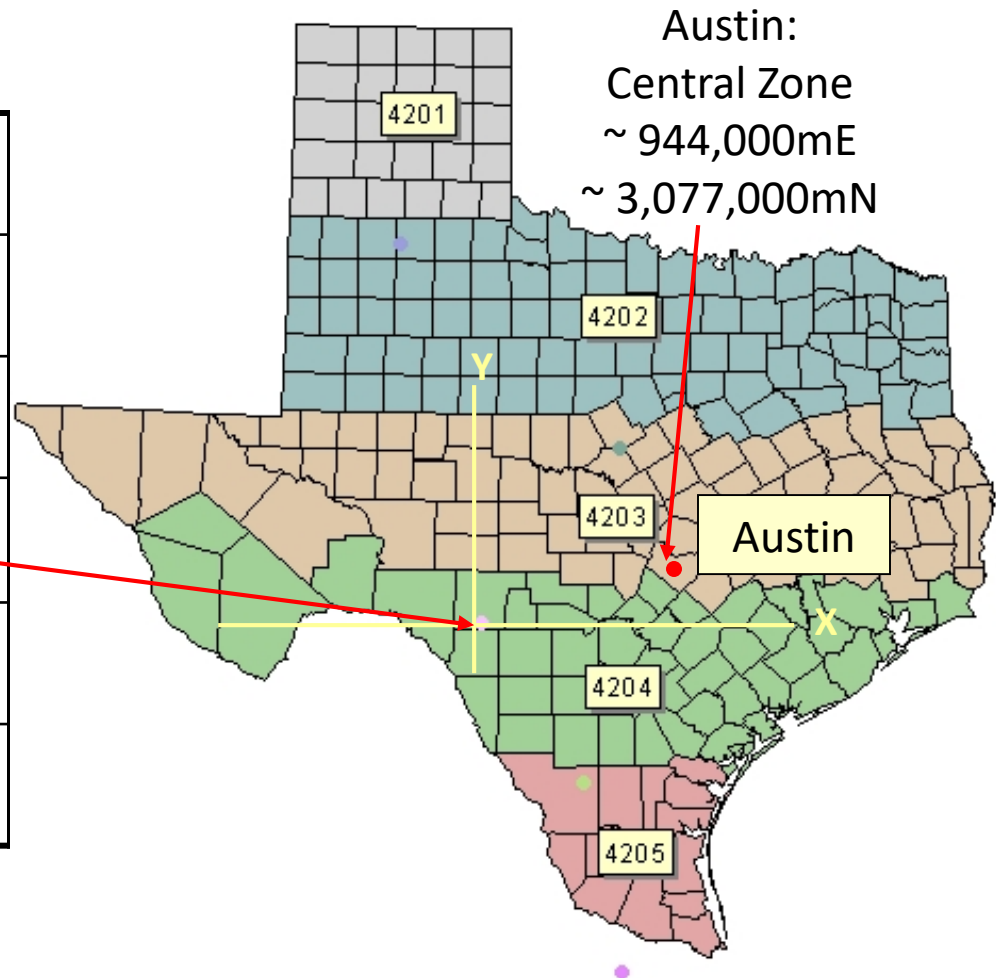 Austin:
Central Zone
~ 944,000mE
~ 3,077,000mN
4201
4202
Y
4203
Austin
X
4204
4205